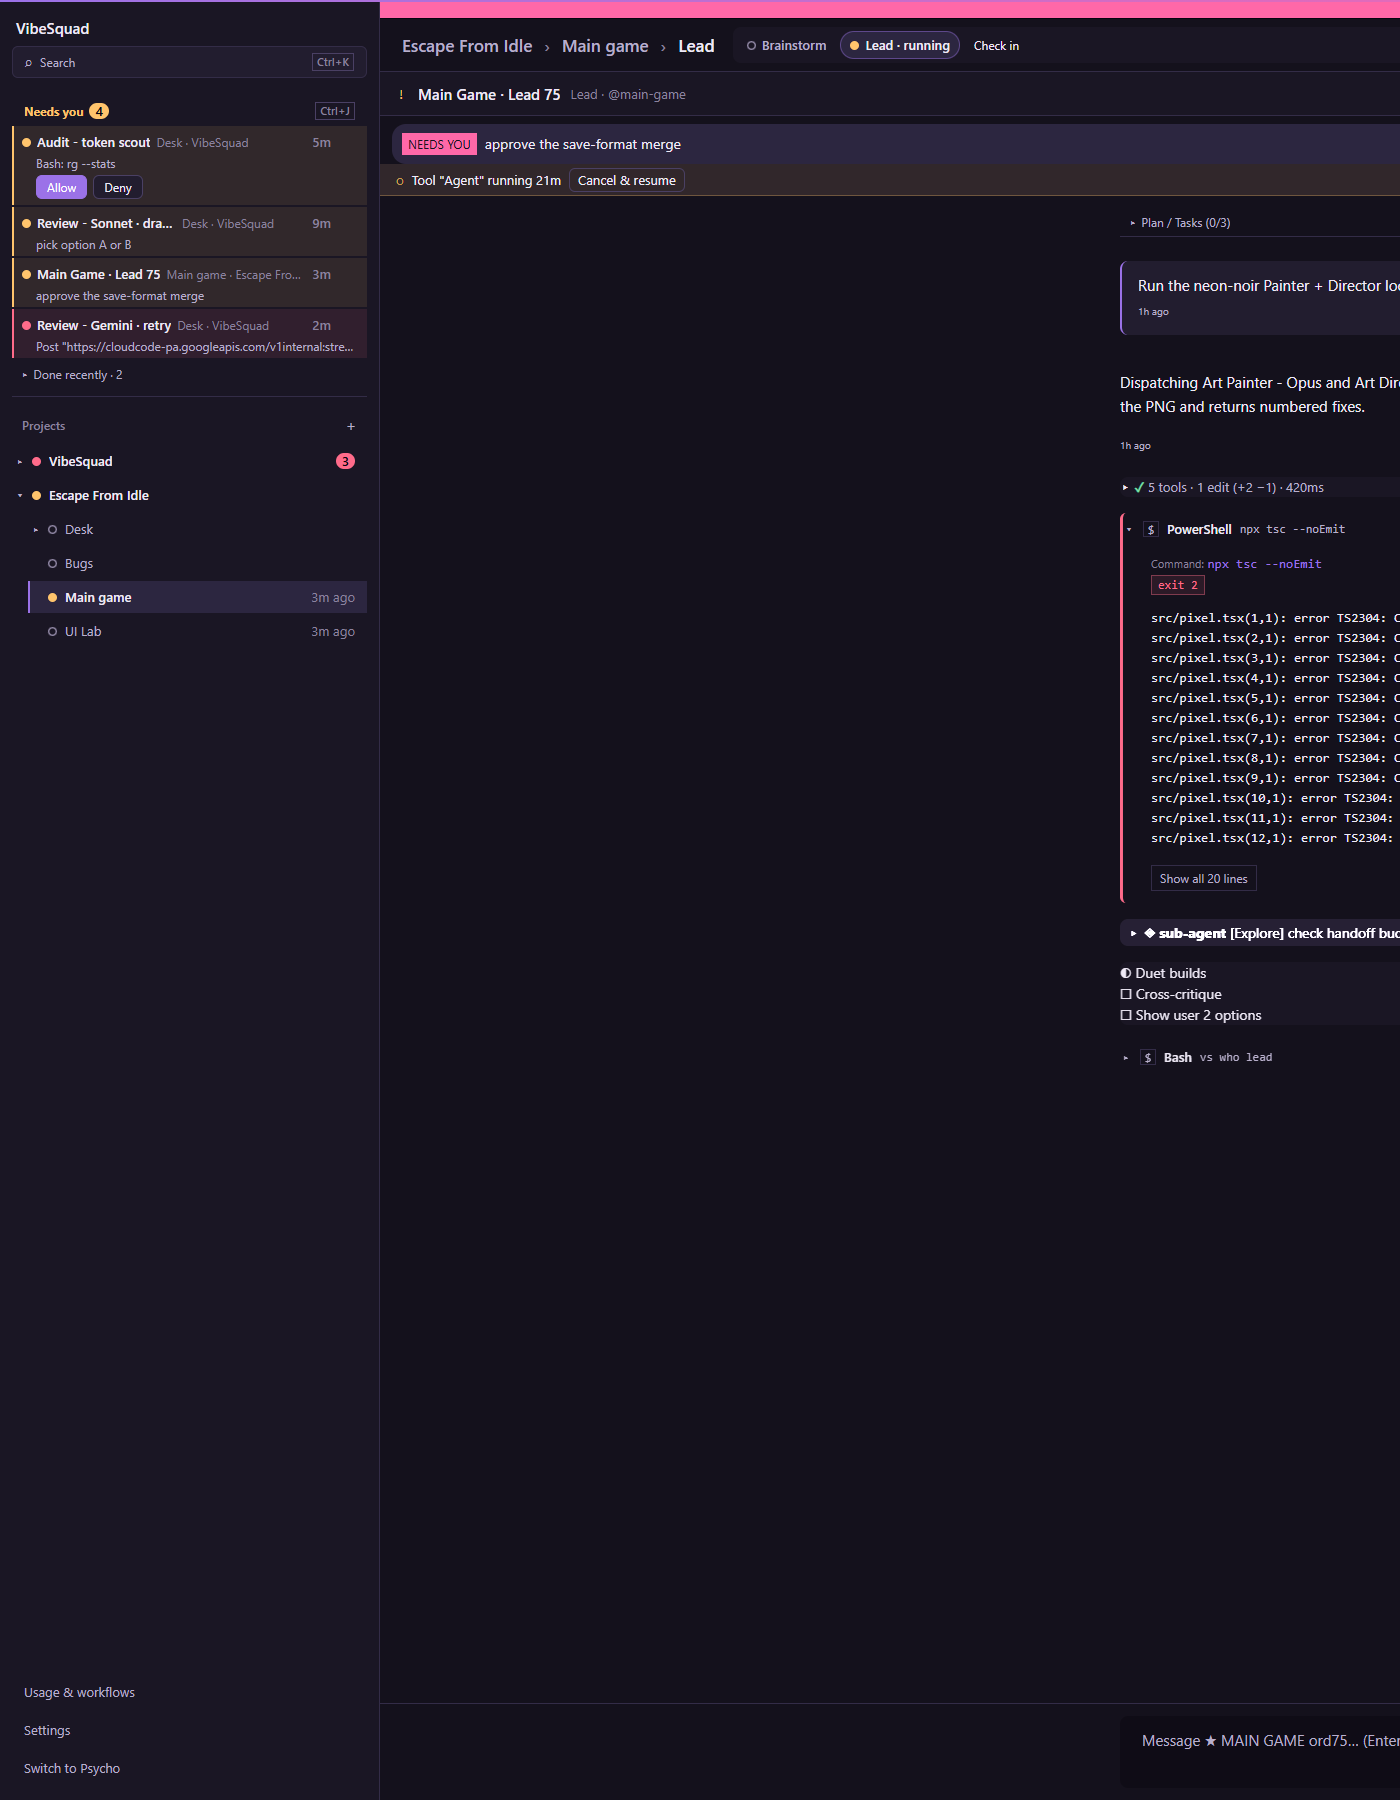 VibeSquad
Search Ctrl+K
Needs you 4 Ctrl+J
Audit - token scout Desk · VibeSquad 5m
Bash: rg --stats
Allow Deny
Review - Sonnet · dra... Desk · VibeSquad 9m
pick option A or B
Main Game · Lead 75 Main game · Escape Fro... 3m
approve the save-format merge
Review - Gemini · retry Desk · VibeSquad 2m
Post "https://cloudcode-pa.googleapis.com/v1internal:stre...
Done recently · 2
Projects +
VibeSquad 3
Escape From Idle
Desk
Bugs
Main game 3m ago
UI Lab 3m ago
Usage & workflows
Settings
Switch to Psycho
Escape From Idle › Main game › Lead Brainstorm Lead · running Check in
! Main Game · Lead 75 Lead · @main-game
NEEDS YOU approve the save-format merge
Tool "Agent" running 21m Cancel & resume
Plan / Tasks (0/3)
Run the neon-noir Painter + Director loo
1h ago
Dispatching Art Painter - Opus and Art Dire
the PNG and returns numbered fixes.
1h ago
✓ 5 tools · 1 edit (+2 −1) · 420ms
$ PowerShell npx tsc --noEmit
Command: npx tsc --noEmit
exit 2
src/pixel.tsx(1,1): error TS2304: C
src/pixel.tsx(2,1): error TS2304: C
src/pixel.tsx(3,1): error TS2304: C
src/pixel.tsx(4,1): error TS2304: C
src/pixel.tsx(5,1): error TS2304: C
src/pixel.tsx(6,1): error TS2304: C
src/pixel.tsx(7,1): error TS2304: C
src/pixel.tsx(8,1): error TS2304: C
src/pixel.tsx(9,1): error TS2304: C
src/pixel.tsx(10,1): error TS2304:
src/pixel.tsx(11,1): error TS2304:
src/pixel.tsx(12,1): error TS2304:
Show all 20 lines
◆ sub-agent [Explore] check handoff buc
◐ Duet builds
☐ Cross-critique
☐ Show user 2 options
$ Bash vs who lead
Message ★ MAIN GAME ord75... (Enter